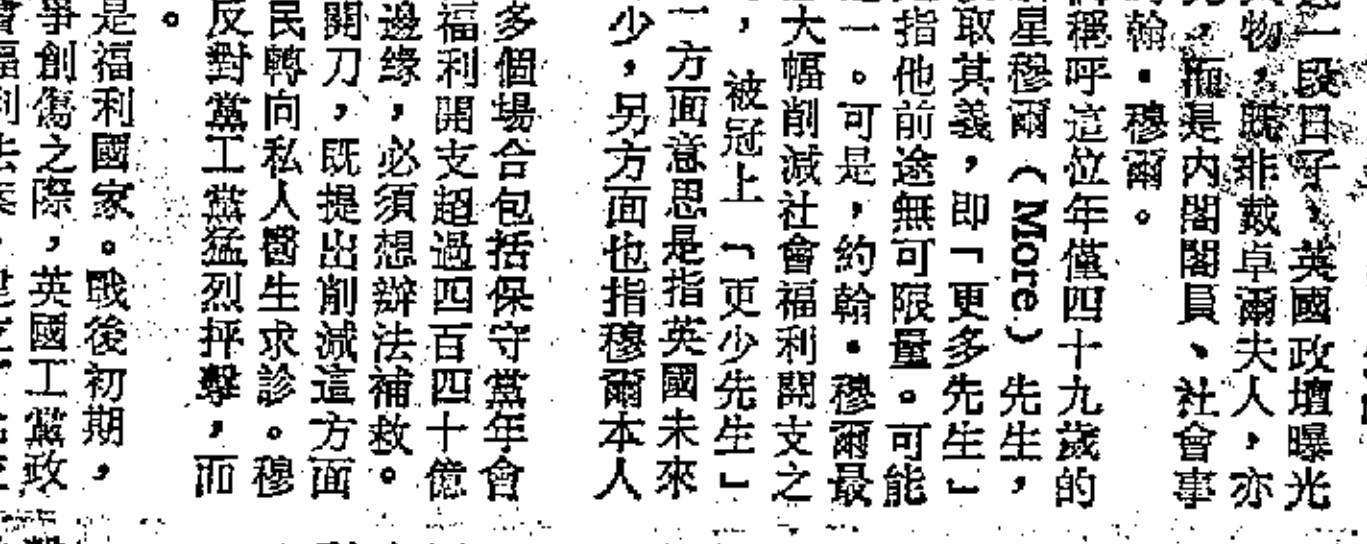 一段日子、英國政壇曝光
物，既非戴卓爾夫人，亦
，而是內閣閣員、社會事
翰·穆爾。
稱呼這位年僅四十九歲的
星穆爾（More）先生，
取其義，即「更多先生」
指他前途無可限量。可能
一。可是，約翰·穆爾最
大幅削減社會福利開支之
，被冠上「更少先生」
一方面意思是指英國未來
少，另方面也指穆爾本人
多個場合包括保守黨年會
福利開支超過四百四十億
邊緣，必須想辦法補救。
開刀，既提出削減這方面
民轉向私人醫生求診。穆
反對黨工黨猛烈抨擊，而
。
是福利國家。戰後初期，
爭創傷之際，英國工黨政